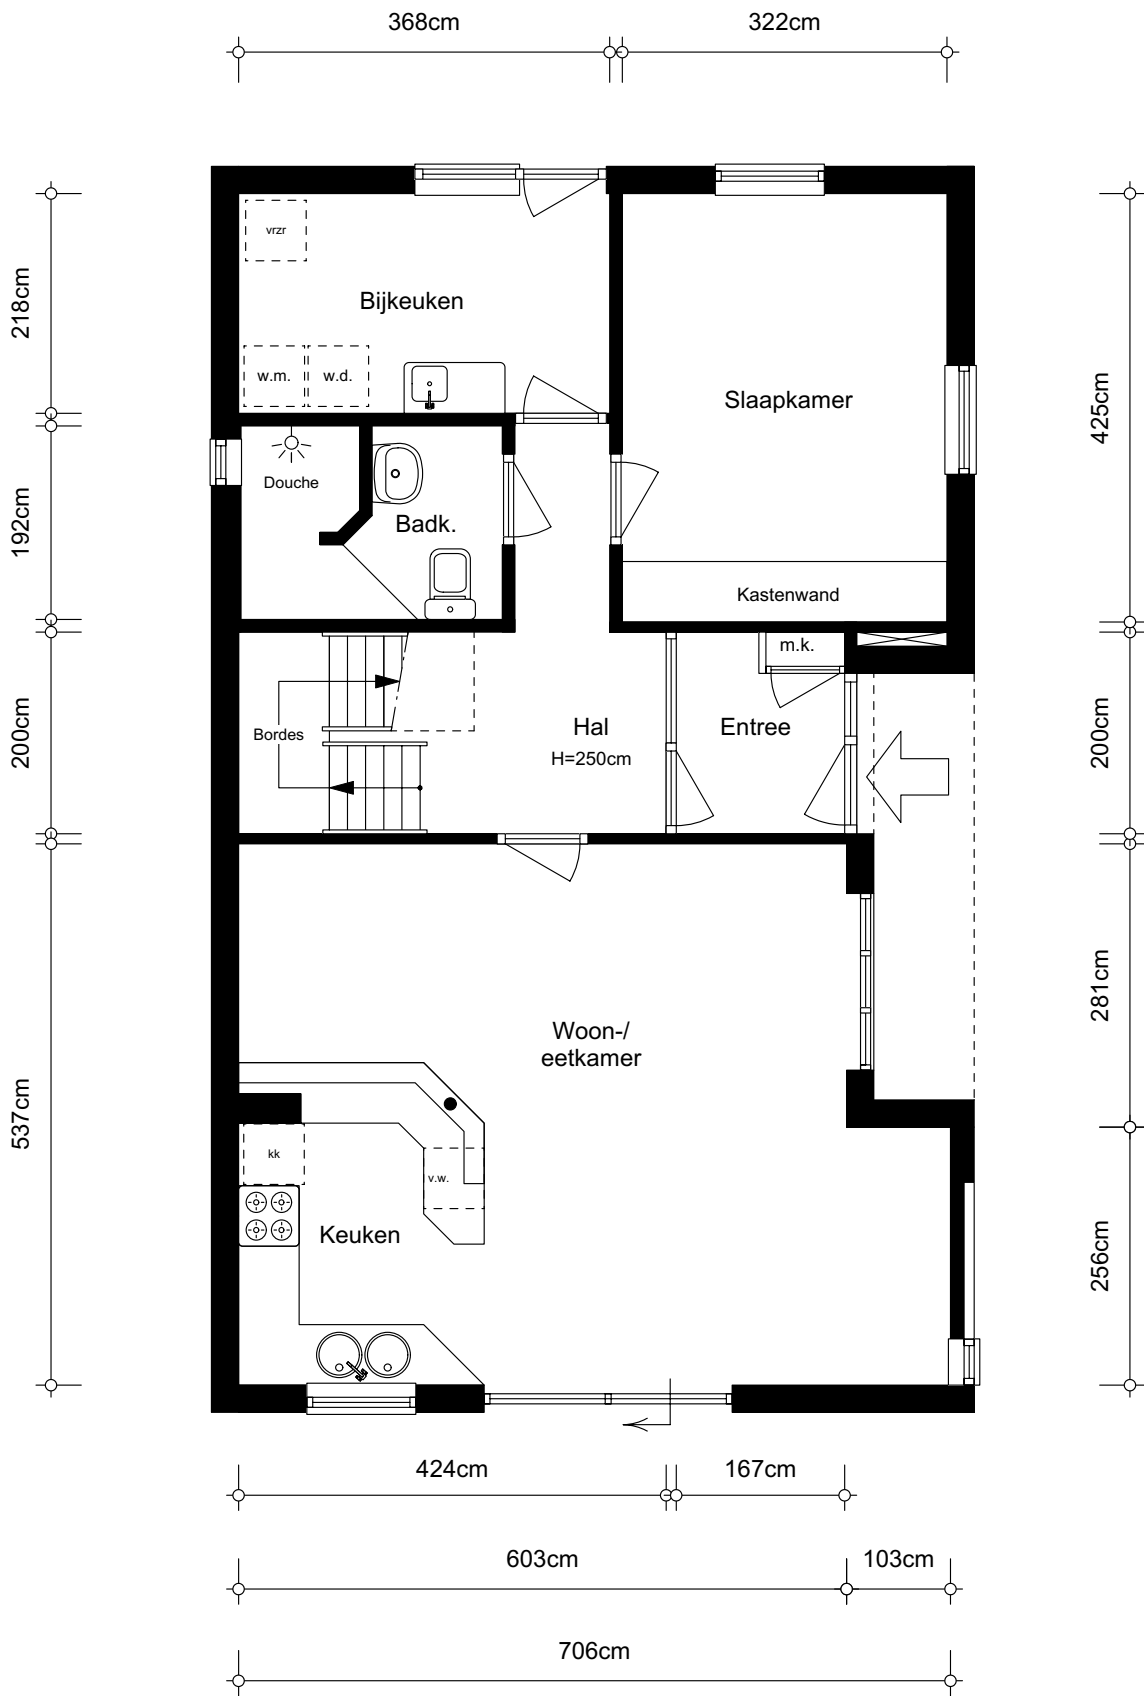 368cm
322cm
vrzr
218cm
Bijkeuken
w.m.
w.d.
Slaapkamer
425cm
Douche
192cm
Badk.
Kastenwand
m.k.
200cm
Bordes
Hal
H=250cm
Entree
200cm
281cm
Woon-/
eetkamer
537cm
kk
v.w.
Keuken
256cm
424cm
167cm
603cm
103cm
706cm